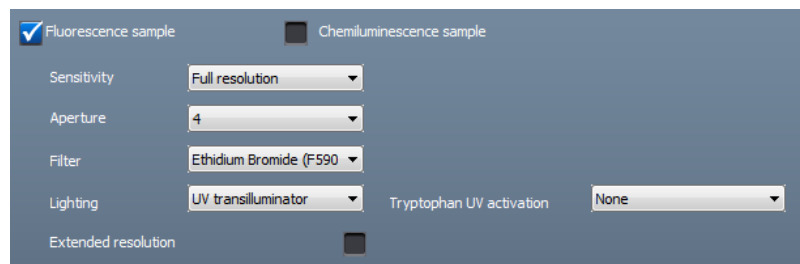 Fluorescence sample Chemiluminescence sample
Sensitivity Full resolution
Aperture 4
Filter Ethidium Bromide (F590
Lighting UV transilluminator Tryptophan UV activation None
Extended resolution